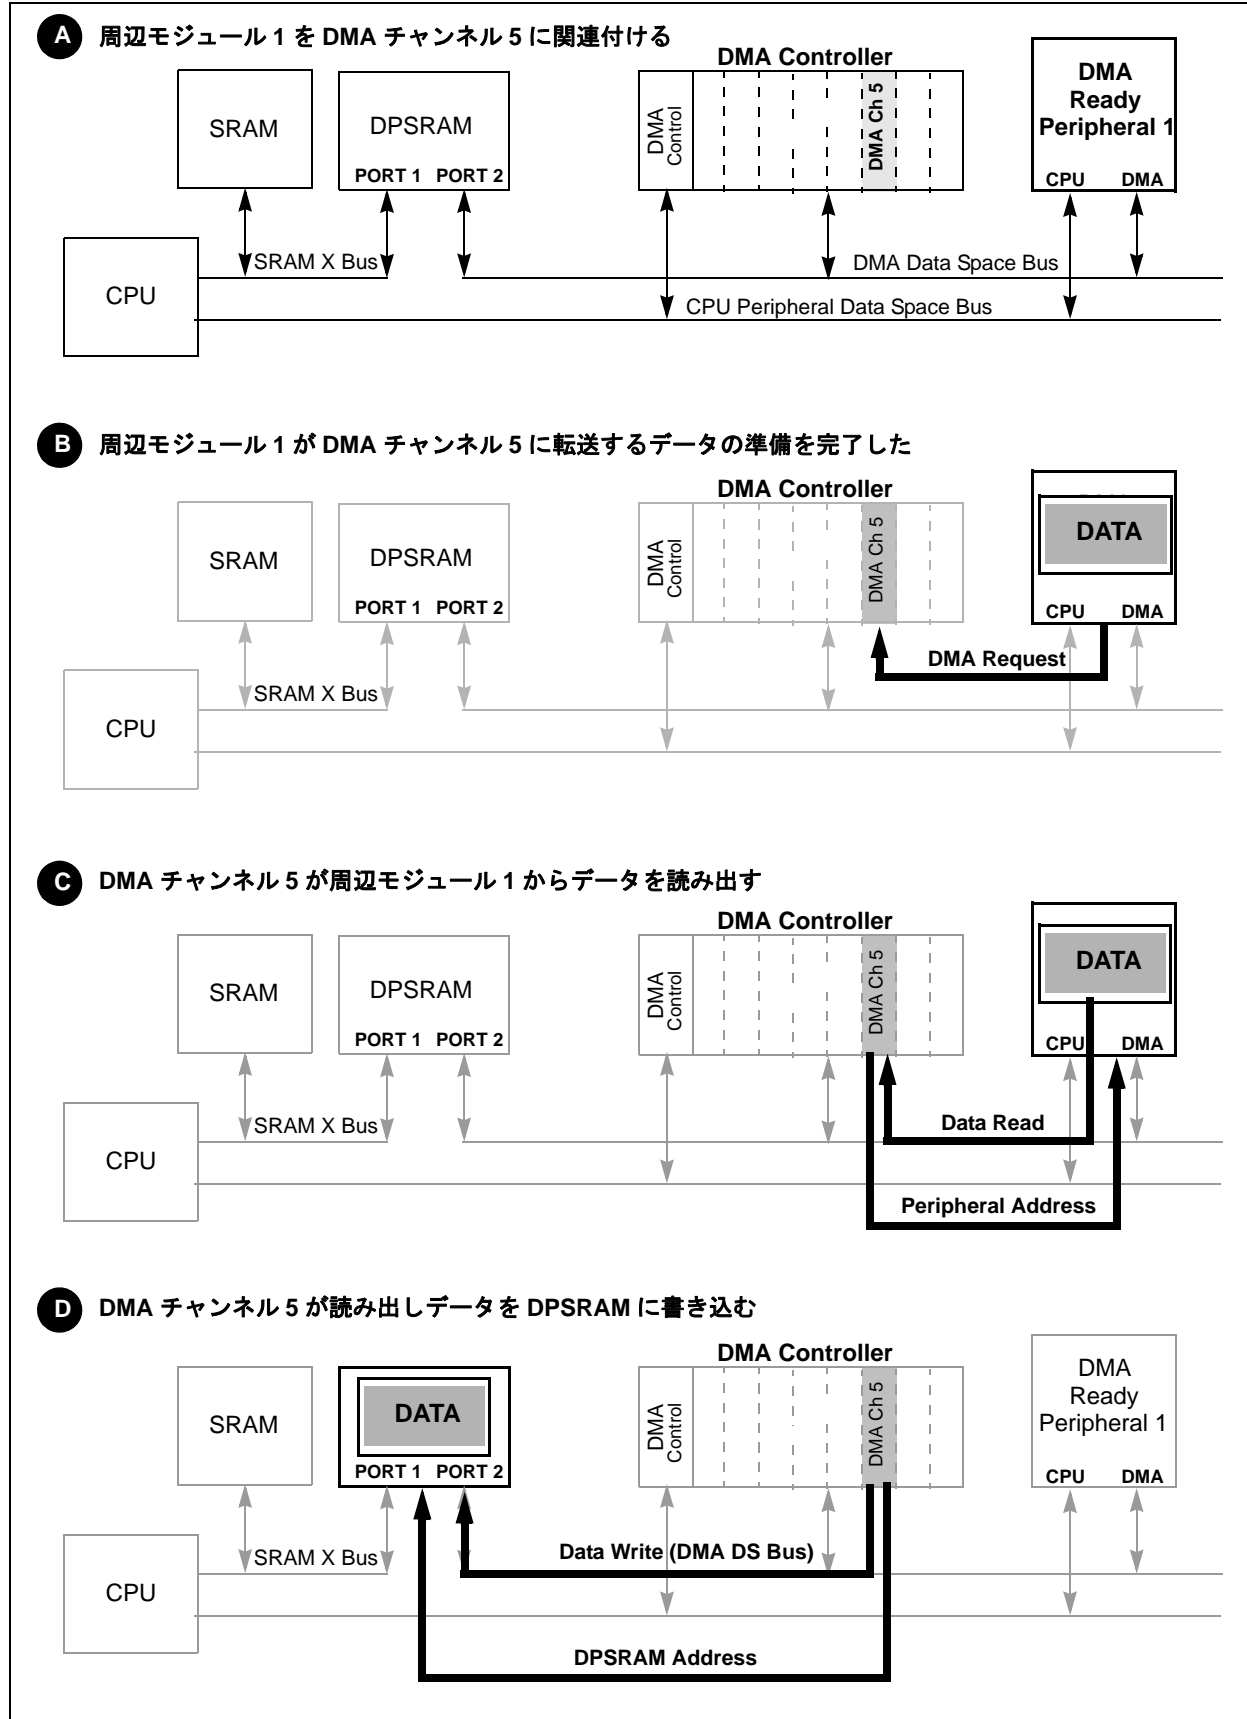 A 周辺モジュール 1 を DMA チャンネル 5 に関連付ける
DMA Controller
SRAM
DPSRAM
PORT 1 PORT 2
DMA
Control
DMA Ch 5
DMA
Ready
Peripheral 1
CPU DMA
SRAM X Bus
DMA Data Space Bus
CPU
CPU Peripheral Data Space Bus
B 周辺モジュール 1 が DMA チャンネル 5 に転送するデータの準備を完了した
DMA Controller
SRAM
DPSRAM
PORT 1 PORT 2
DMA
Control
DMA Ch 5
DATA
CPU DMA
DMA Request
SRAM X Bus
CPU
C DMA チャンネル 5 が周辺モジュール 1 からデータを読み出す
DMA Controller
SRAM
DPSRAM
PORT 1 PORT 2
DMA
Control
DMA Ch 5
DATA
CPU DMA
SRAM X Bus
Data Read
CPU
Peripheral Address
D DMA チャンネル 5 が読み出しデータを DPSRAM に書き込む
DMA Controller
SRAM
DATA
PORT 1 PORT 2
DMA
Control
DMA Ch 5
DMA
Ready
Peripheral 1
CPU DMA
SRAM X Bus
Data Write (DMA DS Bus)
CPU
DPSRAM Address